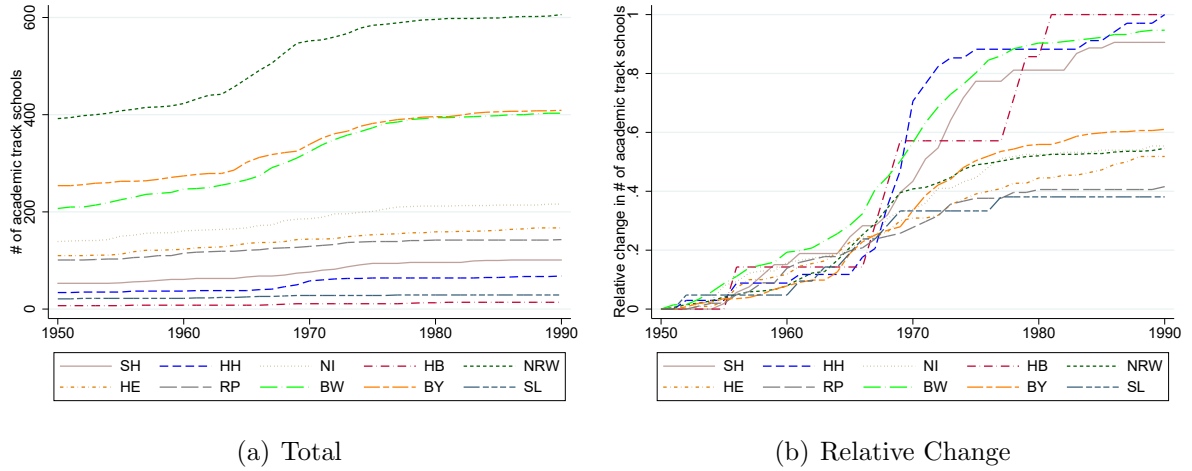 # of academic track schools
600
400
200
0
1950 1960 1970 1980 1990
SH HH NI HB NRW
HE RP BW BY SL
(a) Total
Relative change in # of academic track schools
1
.8
.6
.4
.2
0
1950 1960 1970 1980 1990
SH HH NI HB NRW
HE RP BW BY SL
(b) Relative Change